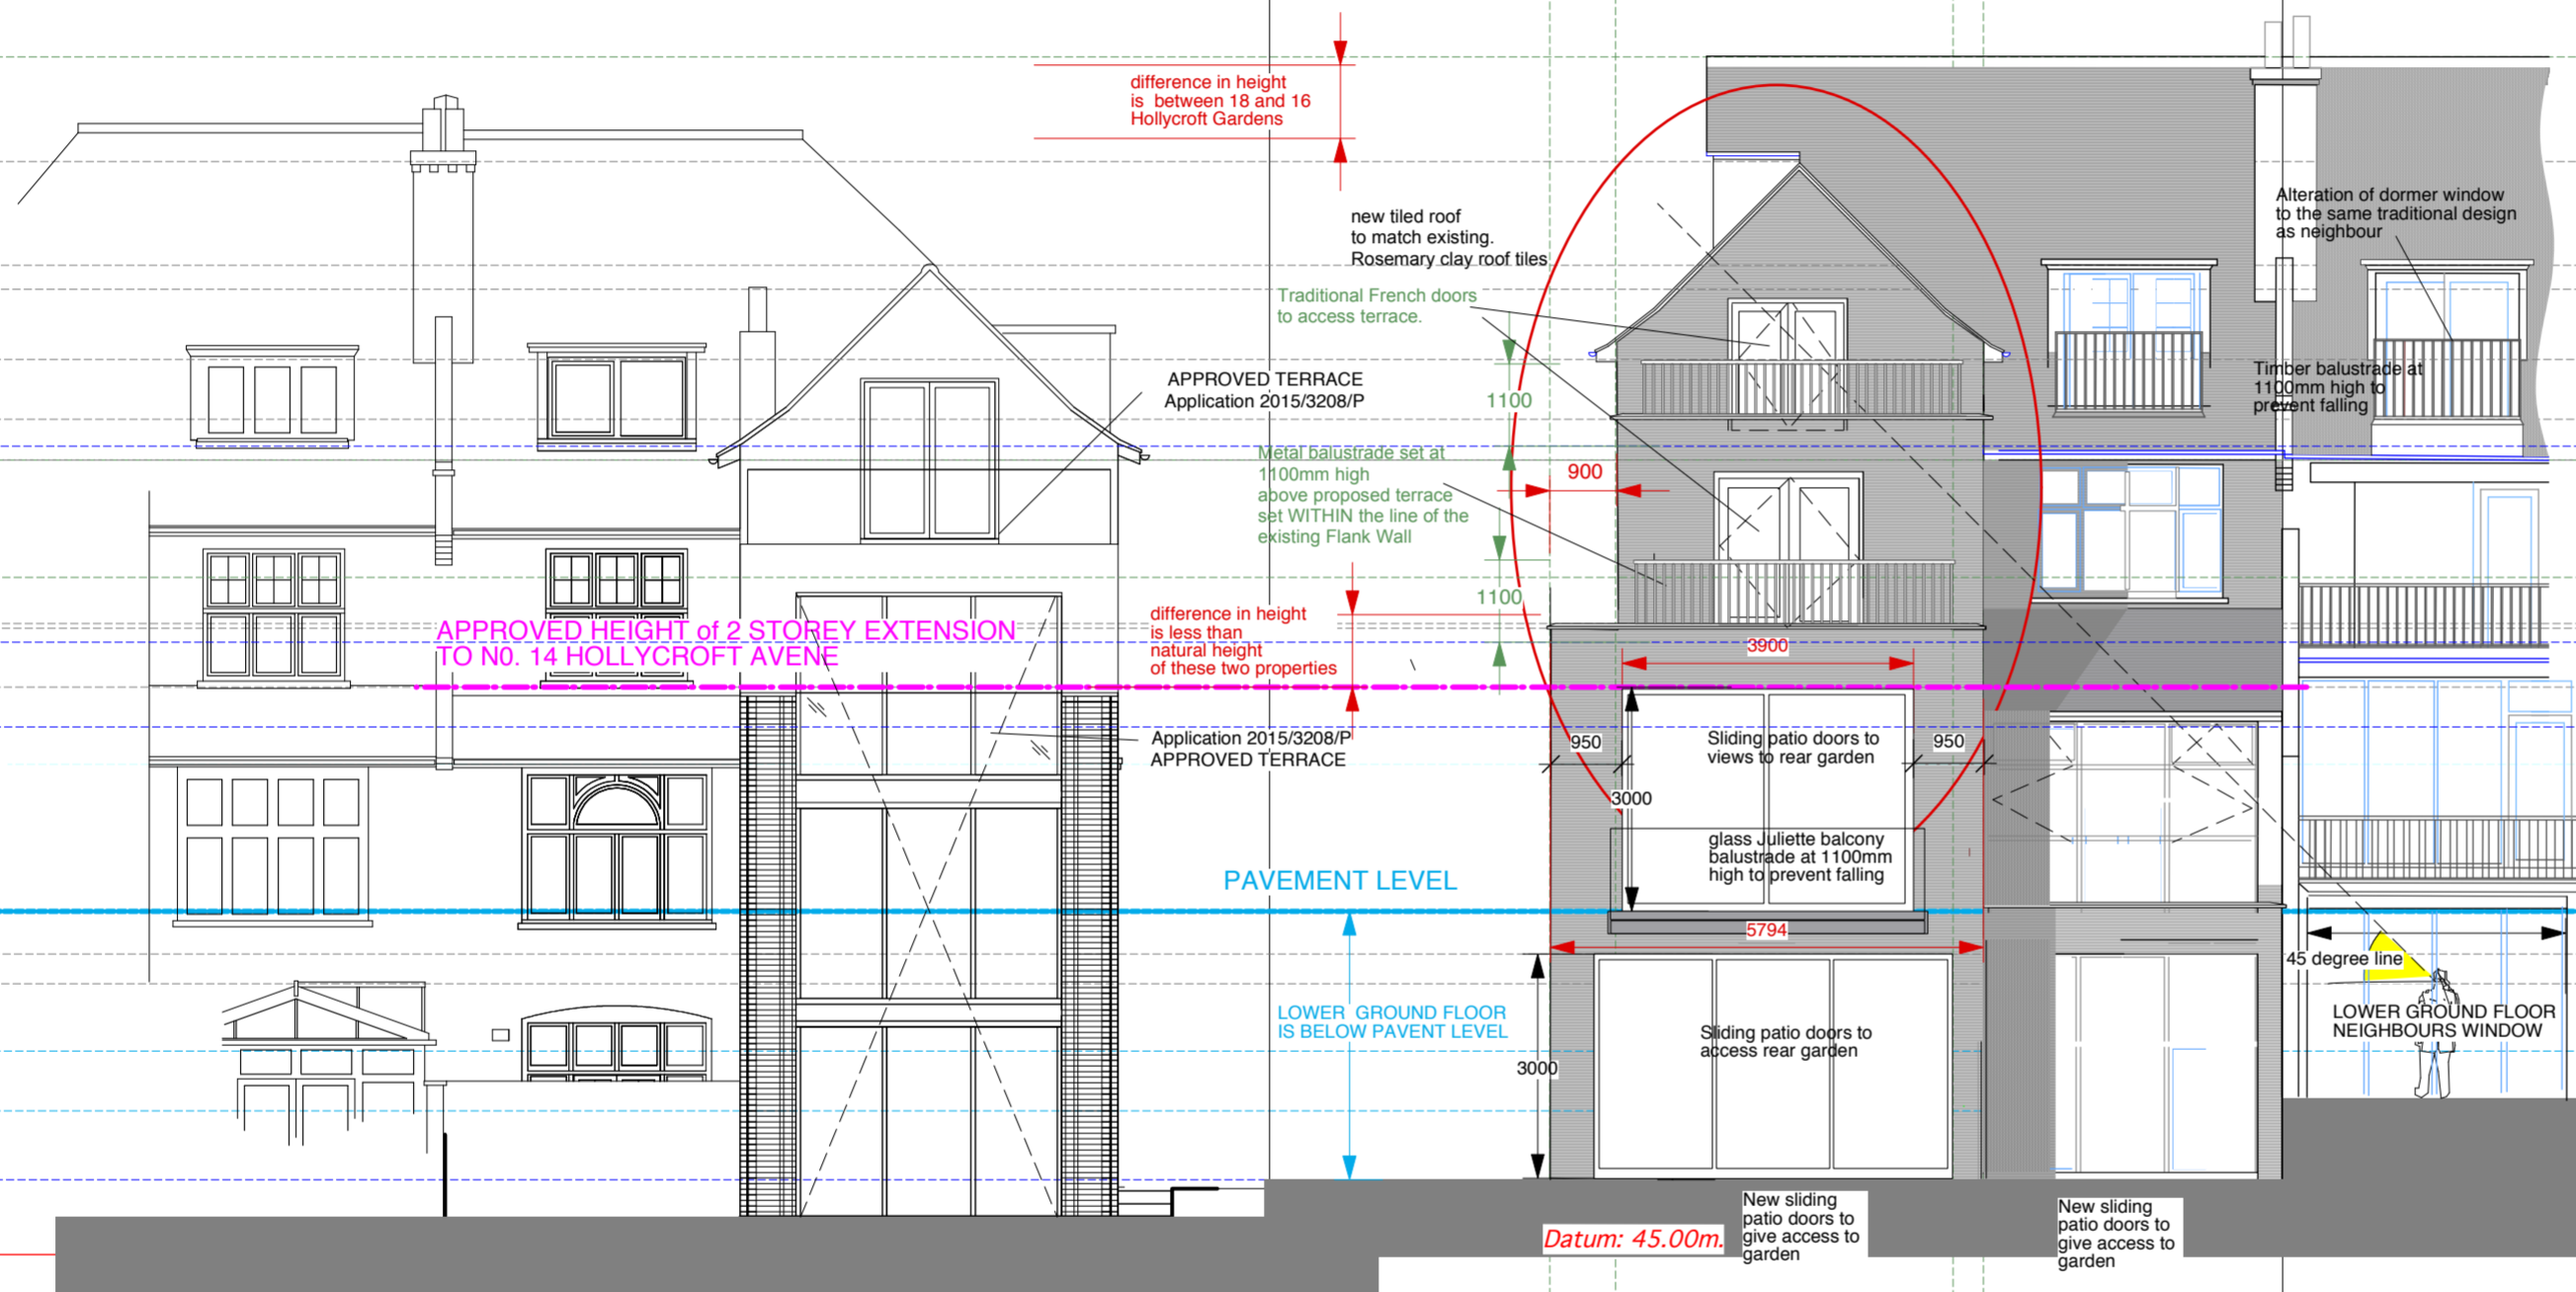 difference in height
is between 18 and 16
Hollycroft Gardens
new tiled roof
to match existing.
Rosemary clay roof tiles
Alteration of dormer window
to the same traditional design
as neighbour
Traditional French doors
to access terrace.
APPROVED TERRACE
Application 2015/3208/P
1100
Timber balustrade at
1100mm high to
prevent falling
Metal balustrade set at
1100mm high
above proposed terrace
set WITHIN the line of the
existing Flank Wall
900
1100
APPROVED HEIGHT of 2 STOREY EXTENSION
TO N0. 14 HOLLYCROFT AVENE
difference in height
is less than
natural height
of these two properties
3900
Application 2015/3208/P
APPROVED TERRACE
950
Sliding patio doors to
views to rear garden
950
3000
glass Juliette balcony
balustrade at 1100mm
high to prevent falling
PAVEMENT LEVEL
5794
45 degree line
LOWER GROUND FLOOR
IS BELOW PAVENT LEVEL
Sliding patio doors to
access rear garden
3000
LOWER GROUND FLOOR
NEIGHBOURS WINDOW
Datum: 45.00m.
New sliding
patio doors to
give access to
garden
New sliding
patio doors to
give access to
garden